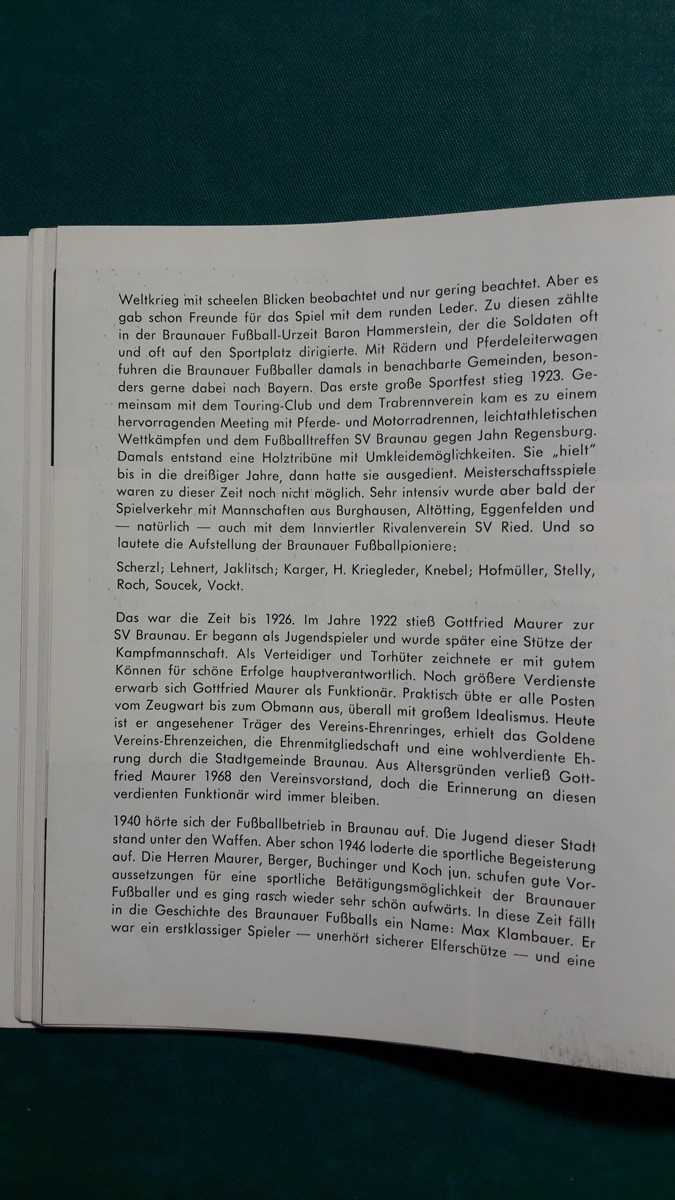 Weltkrieg mit scheelen Blicken beobachtet und nur gering beachtet. Aber es
gab schon Freunde für das Spiel mit dem runden Leder. Zu diesen zählte
in der Braunauer Fußball-Urzeit Baron Hammerstein, der die Soldaten oft
und oft auf den Sportplatz dirigierte. Mit Rädern und Pferdeleiterwagen
fuhren die Braunauer Fußballer damals in benachbarte Gemeinden, beson-
ders gerne dabei nach Bayern. Das erste große Sportfest stieg 1923. Ge-
meinsam mit dem Touring-Club und dem Trabrennverein kam es zu einem
hervorragenden Meeting mit Pferde- und Motorradrennen, leichtathletischen
Wettkämpfen und dem Fußballtreffen SV Braunau gegen Jahn Regensburg.
Damals entstand eine Holztribüne mit Umkleidemöglichkeiten. Sie „hielt"
bis in die dreißiger Jahre, dann hatte sie ausgedient. Meisterschaftsspiele
waren zu dieser Zeit noch nicht möglich. Sehr intensiv wurde aber bald der
Spielverkehr mit Mannschaften aus Burghausen, Altötting, Eggenfelden und
— natürlich — auch mit dem Innviertler Rivalenverein SV Ried. Und so
lautete die Aufstellung der Braunauer Fußballpioniere:
Scherzl; Lehnert, Jaklitsch; Karger, H. Kriegleder, Knebel; Hofmüller, Stelly,
Roch, Soucek, Vockt.
Das war die Zeit bis 1926. Im Jahre 1922 stieß Gottfried Maurer zur
SV Braunau. Er begann als Jugendspieler und wurde später eine Stütze der
Kampfmannschaft. Als Verteidiger und Torhüter zeichnete er mit gutem
Können für schöne Erfolge hauptverantwortlich. Noch größere Verdienste
erwarb sich Gottfried Maurer als Funktionär. Praktisch übte er alle Posten
vom Zeugwart bis zum Obmann aus, überall mit großem Idealismus. Heute
ist er angesehener Träger des Vereins-Ehrenringes, erhielt das Goldene
Vereins-Ehrenzeichen, die Ehrenmitgliedschaft und eine wohlverdiente Eh-
rung durch die Stadtgemeinde Braunau. Aus Altersgründen verließ Gott-
fried Maurer 1968 den Vereinsvorstand, doch die Erinnerung an diesen
verdienten Funktionär wird immer bleiben.
1940 hörte sich der Fußballbetrieb in Braunau auf. Die Jugend dieser Stadt
stand unter den Waffen. Aber schon 1946 loderte die sportliche Begeisterung
auf. Die Herren Maurer, Berger, Buchinger und Koch jun. schufen gute Vor-
aussetzungen für eine sportliche Betätigungsmöglichkeit der Braunauer
Fußballer und es ging rasch wieder sehr schön aufwärts. In diese Zeit fällt
in die Geschichte des Braunauer Fußballs ein Name: Max Klambauer. Er
war ein erstklassiger Spieler — unerhört sicherer Elferschütze — und eine